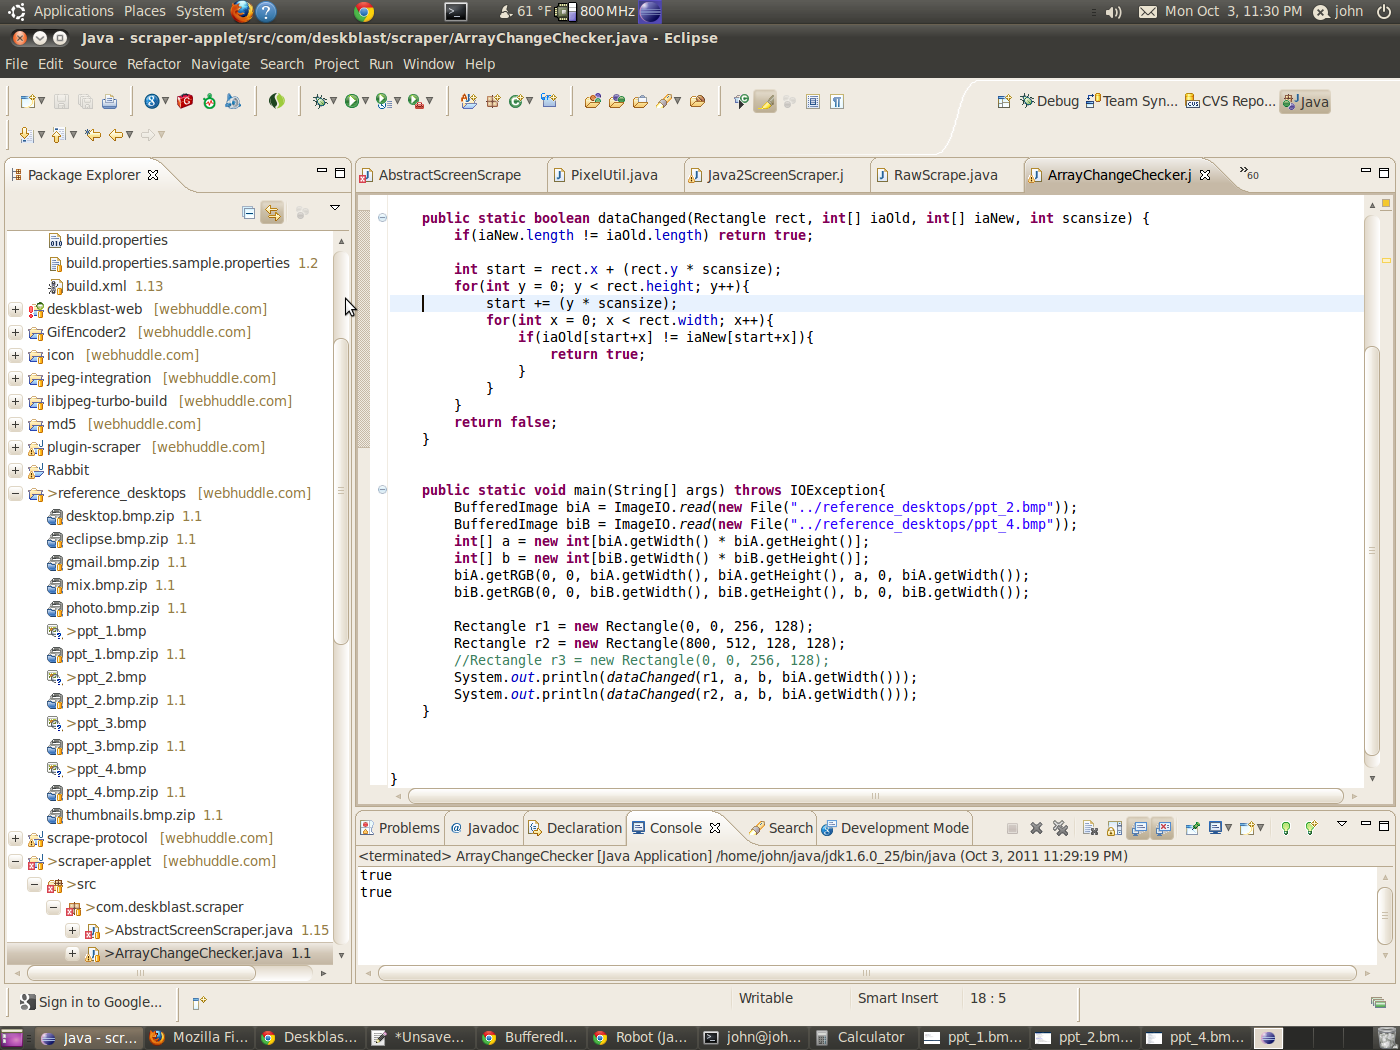 Applications Places System 61 °F 800 MHz Mon Oct 3, 11:30 PM john
Java - scraper-applet/src/com/deskblast/scraper/ArrayChangeChecker.java - Eclipse
File Edit Source Refactor Navigate Search Project Run Window Help
Debug Team Syn... CVS Repo... Java
Package Explorer
build.properties
build.properties.sample.properties 1.2
build.xml 1.13
deskblast-web [webhuddle.com]
GifEncoder2 [webhuddle.com]
icon [webhuddle.com]
jpeg-integration [webhuddle.com]
libjpeg-turbo-build [webhuddle.com]
md5 [webhuddle.com]
plugin-scraper [webhuddle.com]
Rabbit
>reference_desktops [webhuddle.com]
desktop.bmp.zip 1.1
eclipse.bmp.zip 1.1
gmail.bmp.zip 1.1
mix.bmp.zip 1.1
photo.bmp.zip 1.1
>ppt_1.bmp
ppt_1.bmp.zip 1.1
>ppt_2.bmp
ppt_2.bmp.zip 1.1
>ppt_3.bmp
ppt_3.bmp.zip 1.1
>ppt_4.bmp
ppt_4.bmp.zip 1.1
thumbnails.bmp.zip 1.1
scrape-protocol [webhuddle.com]
>scraper-applet [webhuddle.com]
>src
>com.deskblast.scraper
>AbstractScreenScraper.java 1.15
>ArrayChangeChecker.java 1.1
AbstractScreenScrape PixelUtil.java Java2ScreenScraper.j RawScrape.java ArrayChangeChecker.j »60
public static boolean dataChanged(Rectangle rect, int[] iaOld, int[] iaNew, int scansize) {
if(iaNew.length != iaOld.length) return true;
int start = rect.x + (rect.y * scansize);
for(int y = 0; y < rect.height; y++){
start += (y * scansize);
for(int x = 0; x < rect.width; x++){
if(iaOld[start+x] != iaNew[start+x]){
return true;
}
}
}
return false;
}
public static void main(String[] args) throws IOException{
BufferedImage biA = ImageIO.read(new File("../reference_desktops/ppt_2.bmp"));
BufferedImage biB = ImageIO.read(new File("../reference_desktops/ppt_4.bmp"));
int[] a = new int[biA.getWidth() * biA.getHeight()];
int[] b = new int[biB.getWidth() * biB.getHeight()];
biA.getRGB(0, 0, biA.getWidth(), biA.getHeight(), a, 0, biA.getWidth());
biB.getRGB(0, 0, biB.getWidth(), biB.getHeight(), b, 0, biB.getWidth());
Rectangle r1 = new Rectangle(0, 0, 256, 128);
Rectangle r2 = new Rectangle(800, 512, 128, 128);
//Rectangle r3 = new Rectangle(0, 0, 256, 128);
System.out.println(dataChanged(r1, a, b, biA.getWidth()));
System.out.println(dataChanged(r2, a, b, biA.getWidth()));
}
}
Problems @ Javadoc Declaration Console Search Development Mode
<terminated> ArrayChangeChecker [Java Application] /home/john/java/jdk1.6.0_25/bin/java (Oct 3, 2011 11:29:19 PM)
true
true
Sign in to Google... Writable Smart Insert 18 : 5
Java - scr... Mozilla Fi... Deskblas... *Unsave... BufferedI... Robot (Ja... john@joh... Calculator ppt_1.bm... ppt_2.bm... ppt_4.bm...